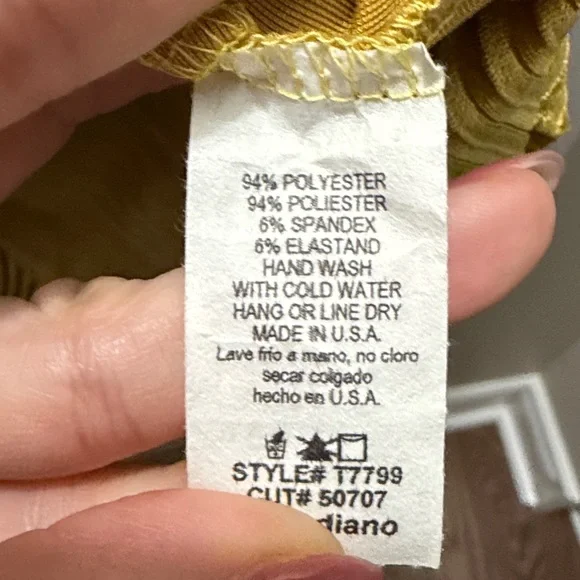 94% POLYESTER
94% POLIESTER
6% SPANDEX
6% ELASTAND
HAND WASH
WITH COLD WATER
HANG OR LINE DRY
MADE IN U.S.A.
Lave frio a mano, no cloro
secar colgado
hecho en U.S.A.
STYLE# T7799
CUT# 50707
diano